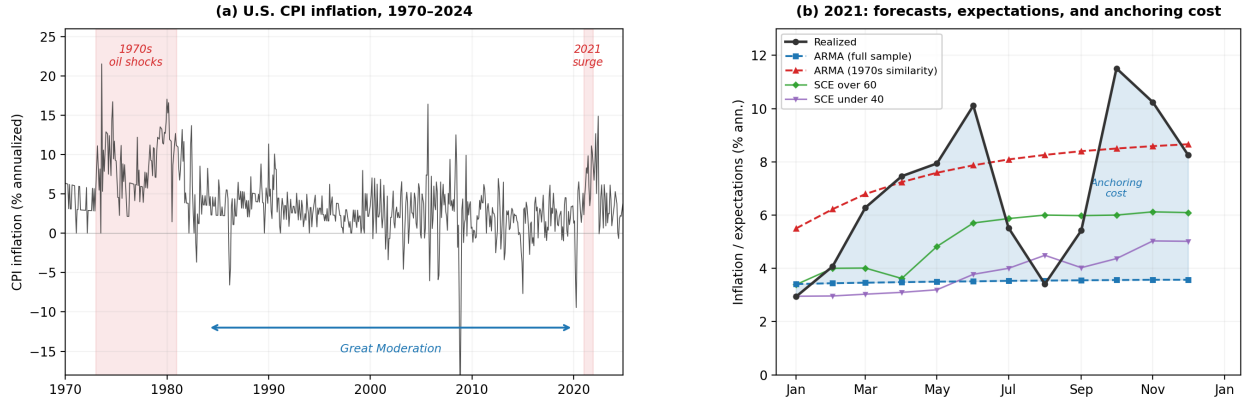 (a) U.S. CPI inflation, 1970–2024
CPI inflation (% annualized)
25
20
15
10
5
0
−5
−10
−15
1970s
oil shocks
2021
surge
Great Moderation
1970
1980
1990
2000
2010
2020
(b) 2021: forecasts, expectations, and anchoring cost
Inflation / expectations (% ann.)
12
10
8
6
4
2
0
Realized
ARMA (full sample)
ARMA (1970s similarity)
SCE over 60
SCE under 40
Anchoring
cost
Jan
Mar
May
Jul
Sep
Nov
Jan